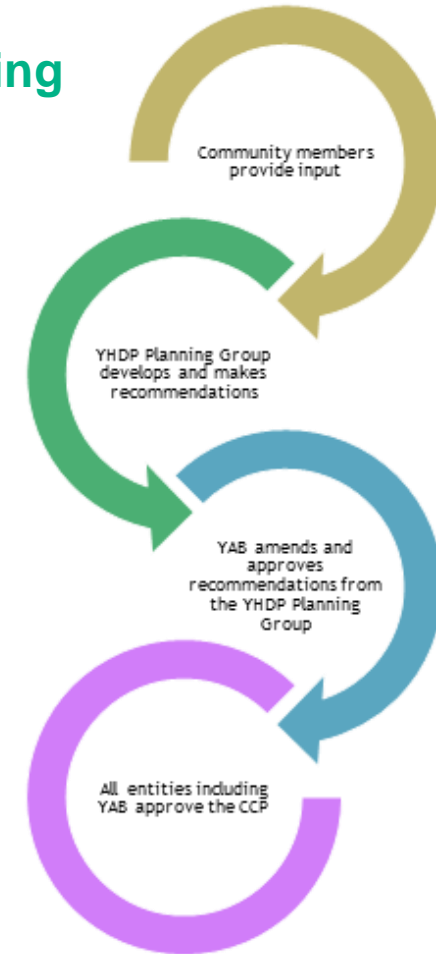 ing
Community members
provide input
YHDP Planning Group
develops and makes
recommendations
YAB amends and
approves
recommendations from
the YHDP Planning
Group
All entities including
YAB approve the CCP